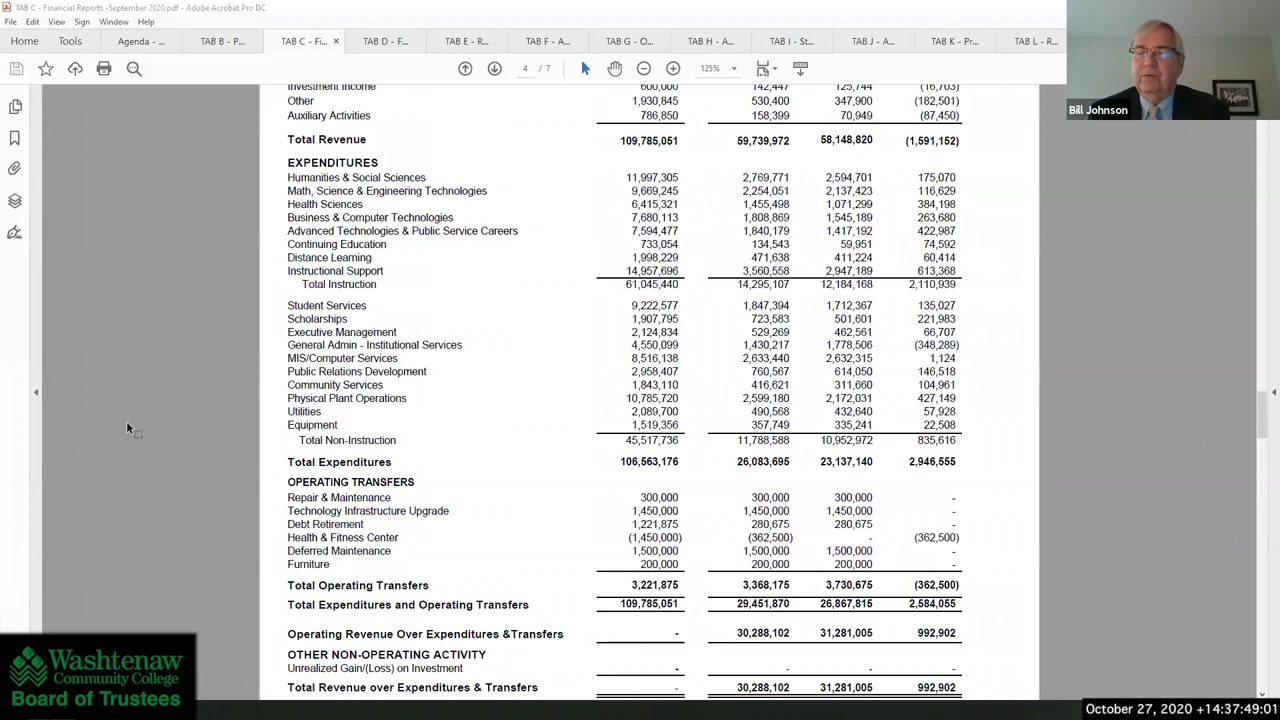 TAB C - Financial Reports -September 2020.pdf - Adobe Acrobat Pro DC
File Edit View Sign Window Help
Home Tools Agenda - ... TAB B - P... TAB C - Fi... × TAB D - F... TAB E - R... TAB F - A... TAB G - O... TAB H - A... TAB I - St... TAB J - A... TAB K - Pr... TAB L - R...
4 / 7 125%
Bill Johnson
Investment Income 600,000 142,447 125,744 (16,703)
Other 1,930,845 530,400 347,900 (182,501)
Auxiliary Activities 786,850 158,399 70,949 (87,450)
Total Revenue 109,785,051 59,739,972 58,148,820 (1,591,152)
EXPENDITURES
Humanities & Social Sciences 11,997,305 2,769,771 2,594,701 175,070
Math, Science & Engineering Technologies 9,669,245 2,254,051 2,137,423 116,629
Health Sciences 6,415,321 1,455,498 1,071,299 384,198
Business & Computer Technologies 7,680,113 1,808,869 1,545,189 263,680
Advanced Technologies & Public Service Careers 7,594,477 1,840,179 1,417,192 422,987
Continuing Education 733,054 134,543 59,951 74,592
Distance Learning 1,998,229 471,638 411,224 60,414
Instructional Support 14,957,696 3,560,558 2,947,189 613,368
Total Instruction 61,045,440 14,295,107 12,184,168 2,110,939
Student Services 9,222,577 1,847,394 1,712,367 135,027
Scholarships 1,907,795 723,583 501,601 221,983
Executive Management 2,124,834 529,269 462,561 66,707
General Admin - Institutional Services 4,550,099 1,430,217 1,778,506 (348,289)
MIS/Computer Services 8,516,138 2,633,440 2,632,315 1,124
Public Relations Development 2,958,407 760,567 614,050 146,518
Community Services 1,843,110 416,621 311,660 104,961
Physical Plant Operations 10,785,720 2,599,180 2,172,031 427,149
Utilities 2,089,700 490,568 432,640 57,928
Equipment 1,519,356 357,749 335,241 22,508
Total Non-Instruction 45,517,736 11,788,588 10,952,972 835,616
Total Expenditures 106,563,176 26,083,695 23,137,140 2,946,555
OPERATING TRANSFERS
Repair & Maintenance 300,000 300,000 300,000 -
Technology Infrastructure Upgrade 1,450,000 1,450,000 1,450,000 -
Debt Retirement 1,221,875 280,675 280,675 -
Health & Fitness Center (1,450,000) (362,500) - (362,500)
Deferred Maintenance 1,500,000 1,500,000 1,500,000 -
Furniture 200,000 200,000 200,000 -
Total Operating Transfers 3,221,875 3,368,175 3,730,675 (362,500)
Total Expenditures and Operating Transfers 109,785,051 29,451,870 26,867,815 2,584,055
Operating Revenue Over Expenditures &Transfers - 30,288,102 31,281,005 992,902
OTHER NON-OPERATING ACTIVITY
Unrealized Gain/(Loss) on Investment - - - -
Total Revenue over Expenditures & Transfers - 30,288,102 31,281,005 992,902
Washtenaw
Community College
Board of Trustees
October 27, 2020 +14:37:49:01